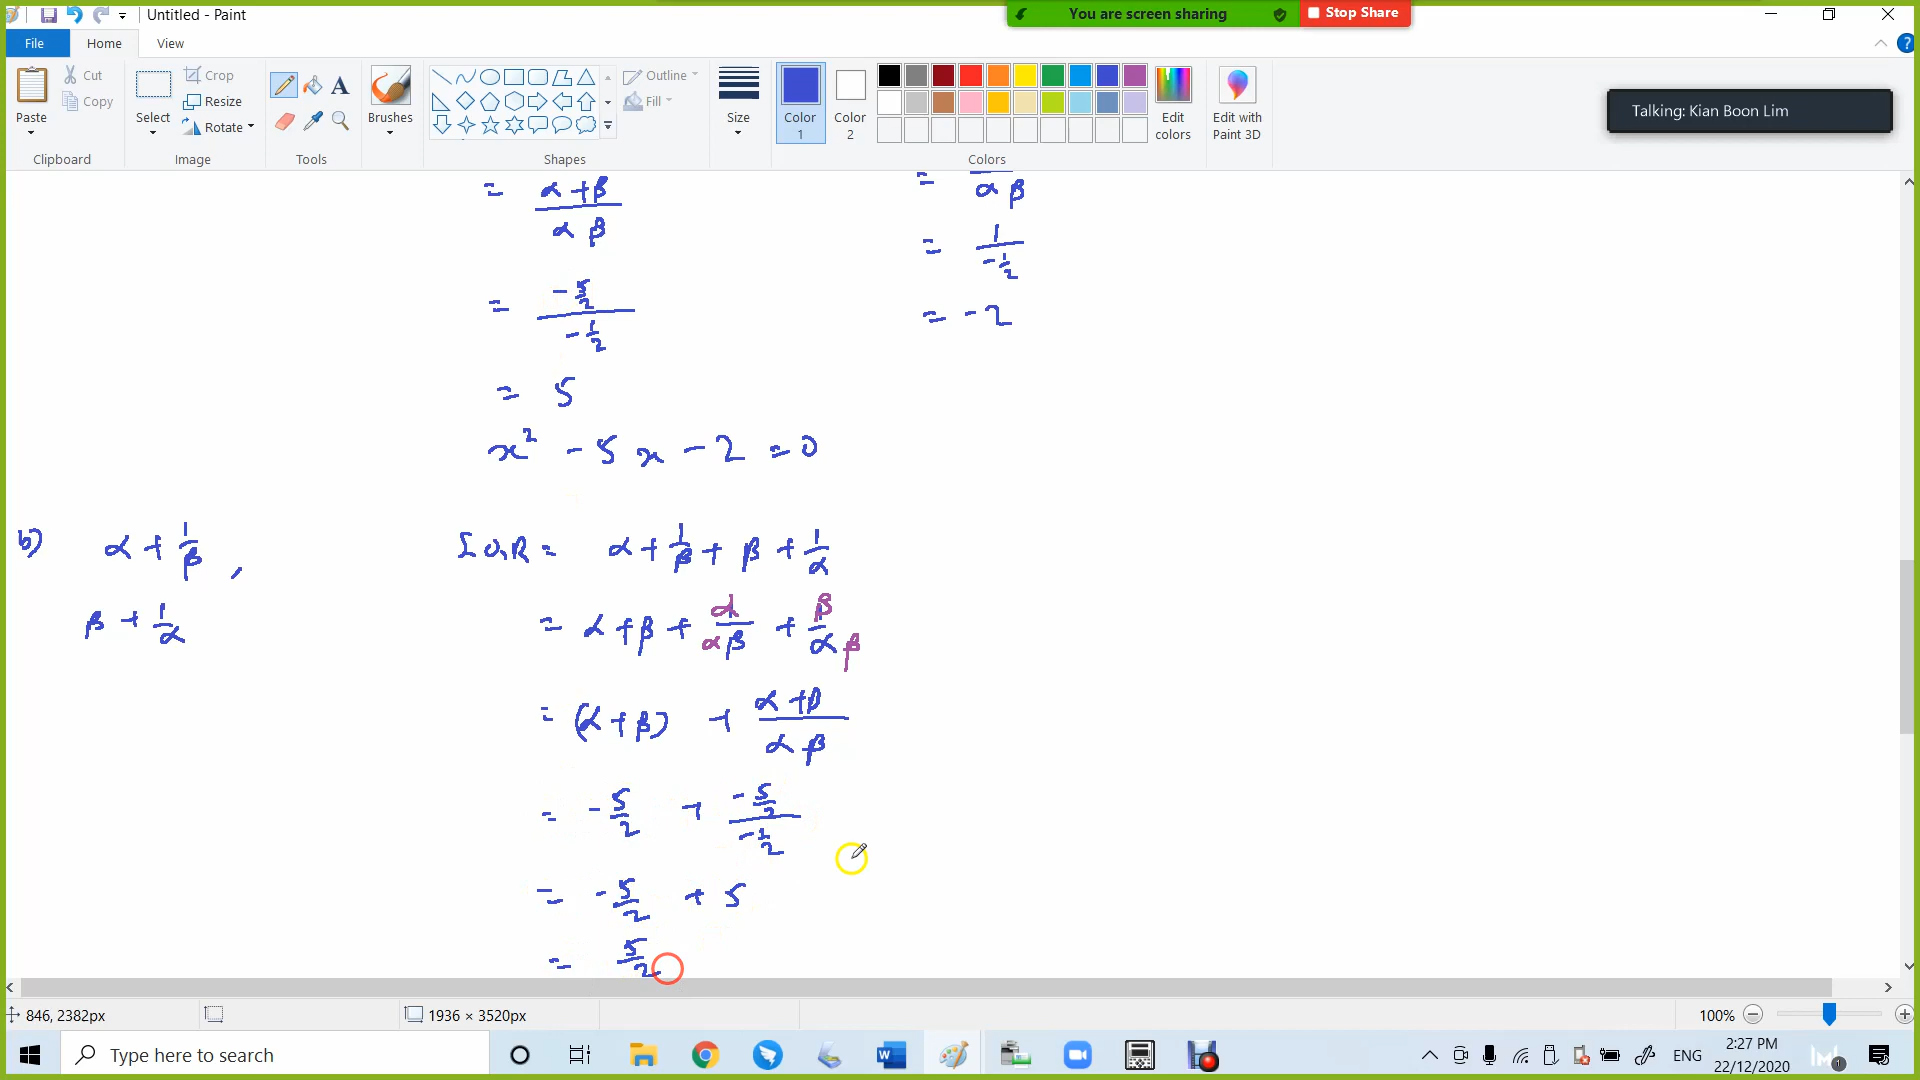 Untitled - Paint
You are screen sharing
Stop Share
File Home View
Paste
Cut
Copy
Clipboard
Select
Crop
Resize
Rotate
Image
Tools
Brushes
Shapes
Outline
Fill
Size
Color 1
Color 2
Edit colors
Edit with Paint 3D
Colors
Talking: Kian Boon Lim
= α+β / αβ
= -5/2 / -1/2
= 5
x² - 5x - 2 = 0
= / αβ
= 1 / -1/2
= -2
b) α + 1/β ,
β + 1/α
S.O.R = α + 1/β + β + 1/α
= α + β + α/αβ + β/αβ
= (α+β) + α+β / αβ
= -5/2 + -5/2 / -1/2
= -5/2 + 5
= 5/2
846, 2382px
1936 × 3520px
100%
Type here to search
ENG
2:27 PM
22/12/2020
1